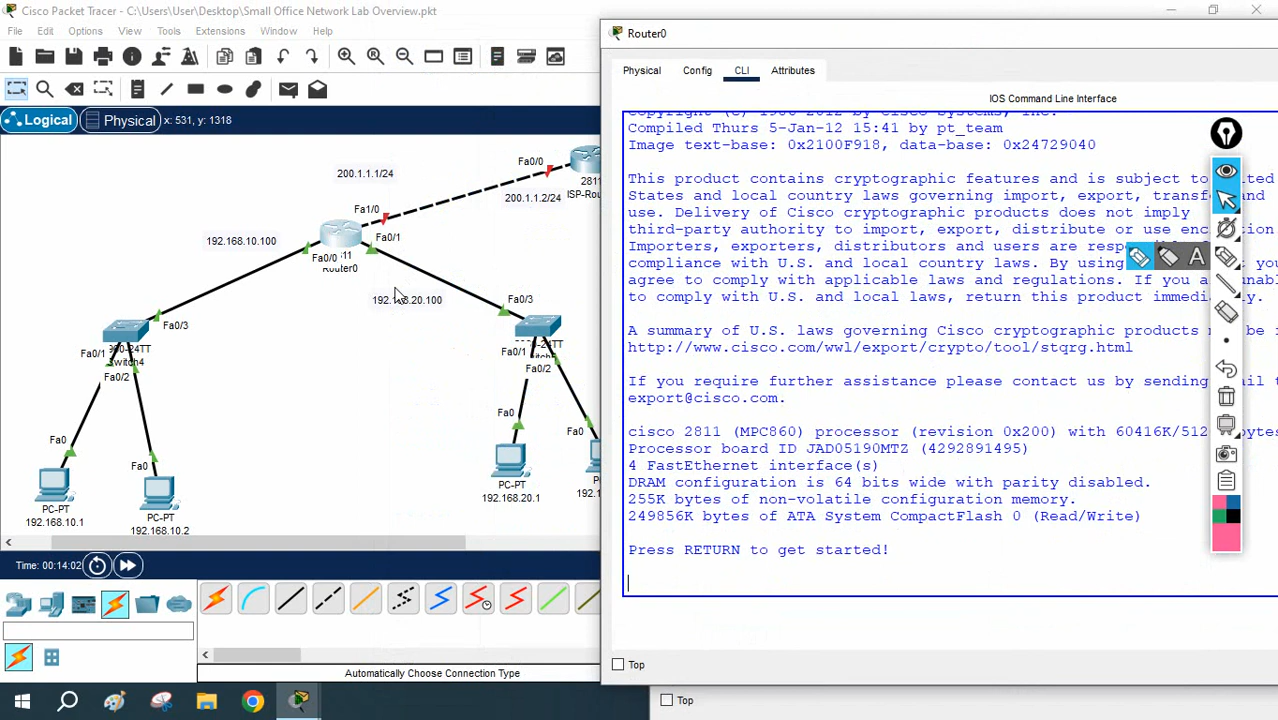 Cisco Packet Tracer - C:\Users\User\Desktop\Small Office Network Lab Overview.pkt
File Edit Options View Tools Extensions Window Help
Logical Physical x: 531, y: 1318
200.1.1.1/24
Fa0/0
2811
ISP-Rou
200.1.1.2/24
Fa1/0
Fa0/1
192.168.10.100
Fa0/0
11
Router0
192.168.20.100
Fa0/3
Fa0/3
Fa0/1
-24TT
witch4
Fa0/2
-24TT
Fa0/1
Fa0/2
Fa0
Fa0
Fa0
PC-PT
192.168.10.1
PC-PT
192.168.10.2
PC-PT
192.168.20.1
Time: 00:14:02
Automatically Choose Connection Type
Router0
Physical Config CLI Attributes
IOS Command Line Interface
Compiled Thurs 5-Jan-12 15:41 by pt_team
Image text-base: 0x2100F918, data-base: 0x24729040
This product contains cryptographic features and is subject to
States and local country laws governing import, export, transf
use. Delivery of Cisco cryptographic products does not imply
third-party authority to import, export, distribute or use en
Importers, exporters, distributors and users are resp
compliance with U.S. and local country laws. By using
agree to comply with applicable laws and regulations. If you
to comply with U.S. and local laws, return this product immed
A summary of U.S. laws governing Cisco cryptographic products
http://www.cisco.com/wwl/export/crypto/tool/stqrg.html
If you require further assistance please contact us by sending
export@cisco.com.
cisco 2811 (MPC860) processor (revision 0x200) with 60416K/512
Processor board ID JAD05190MTZ (4292891495)
4 FastEthernet interface(s)
DRAM configuration is 64 bits wide with parity disabled.
255K bytes of non-volatile configuration memory.
249856K bytes of ATA System CompactFlash 0 (Read/Write)
Press RETURN to get started!
A
Top
Top